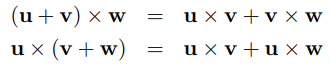 (u + v) × w = u × v + v × w
u × (v + w) = u × v + u × w